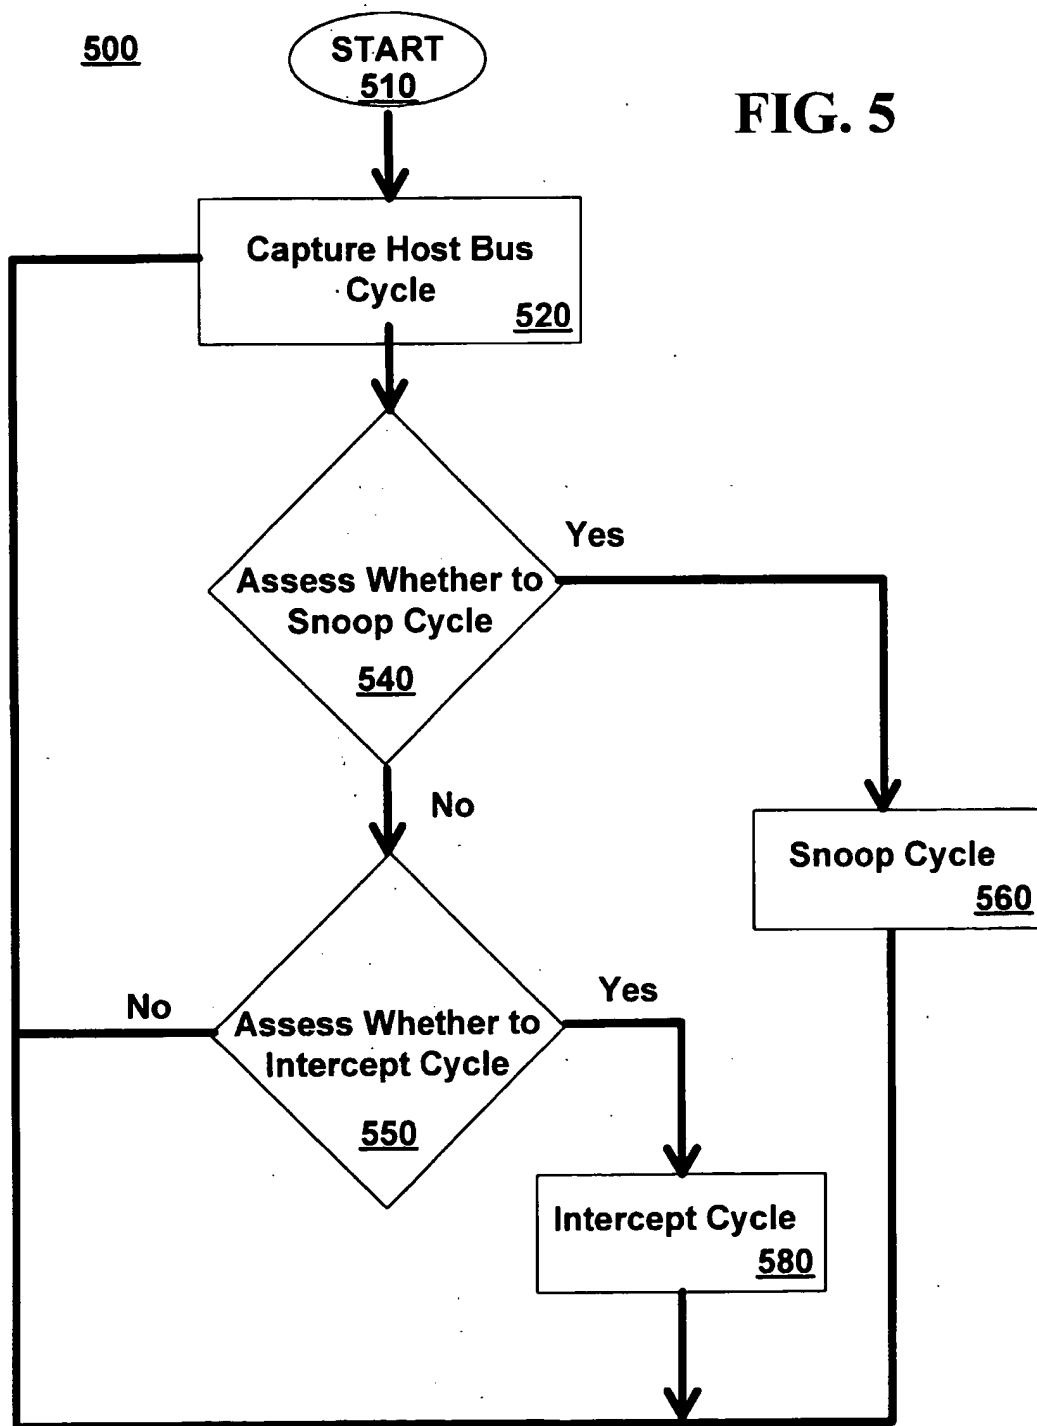 500
START
510
FIG. 5
Capture Host Bus
Cycle
520
Yes
Assess Whether to
Snoop Cycle
540
No
Snoop Cycle
560
No
Yes
Assess Whether to
Intercept Cycle
550
Intercept Cycle
580